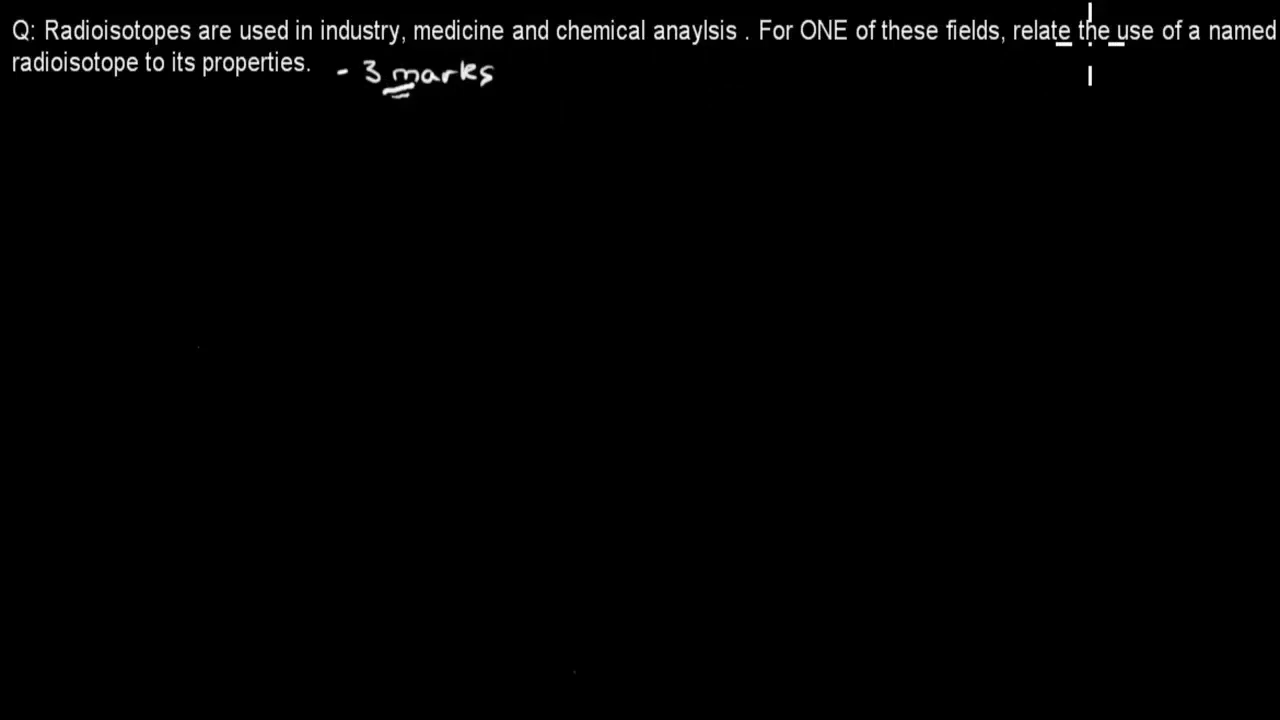 Q: Radioisotopes are used in industry, medicine and chemical anaylsis . For ONE of these fields, relate the use of a named
radioisotope to its properties. - 3 marks